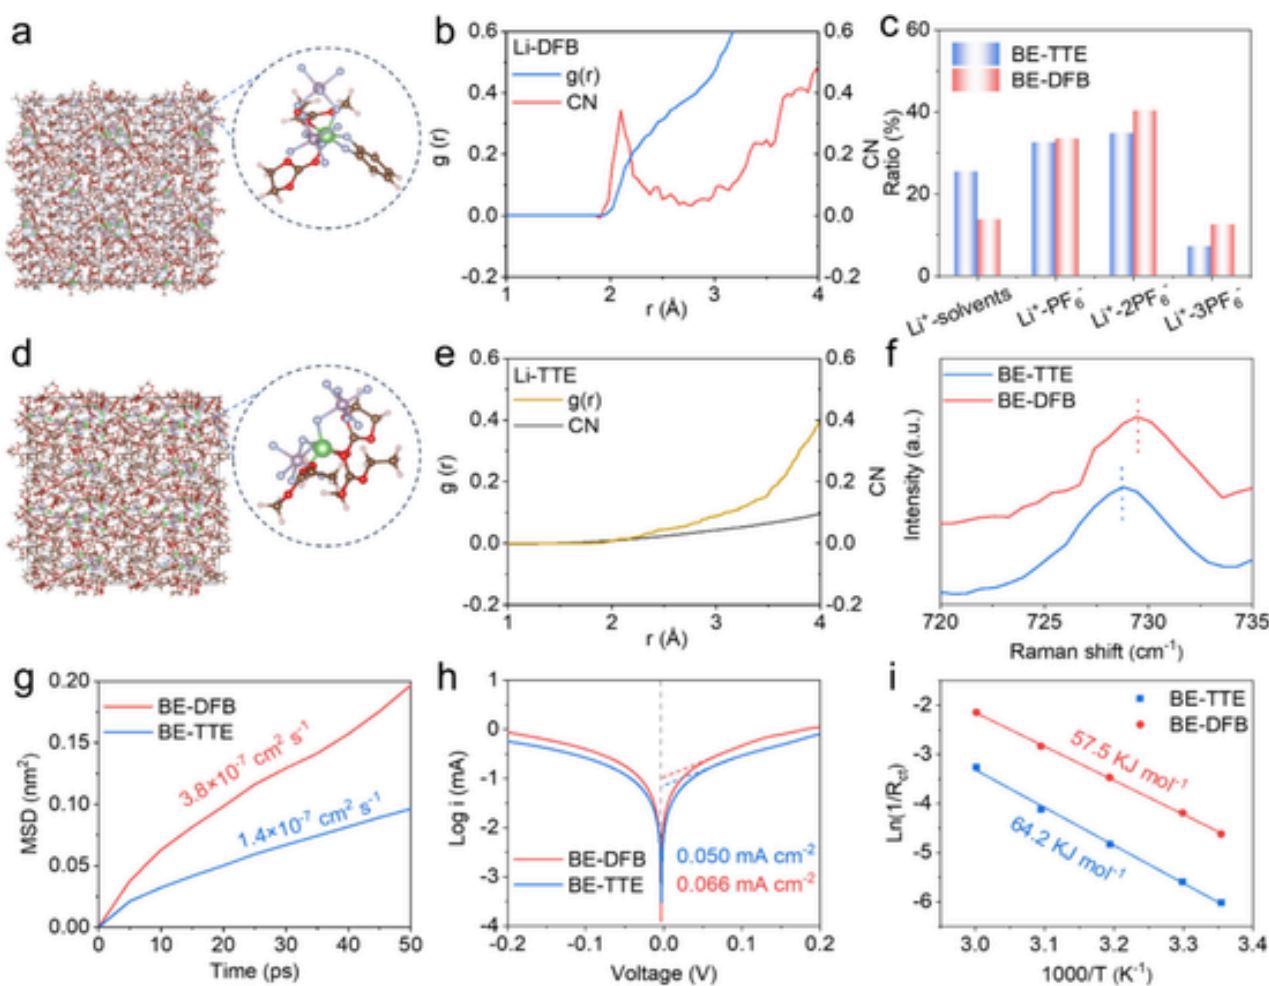 a
b
Li-DFB
g(r)
CN
0.6
0.4
0.2
0.0
-0.2
g (r)
0.6
0.5
0.4
0.3
0.2
0.1
0.0
-0.1
-0.2
CN
1
2
3
4
r (Å)
c
BE-TTE
BE-DFB
60
40
20
0
Ratio (%)
Li⁺-solvents
Li⁺-PF₆⁻
Li⁺-2PF₆⁻
Li⁺-3PF₆⁻
d
e
Li-TTE
g(r)
CN
0.6
0.4
0.2
0.0
-0.2
g (r)
0.6
0.4
0.2
0.0
-0.2
CN
1
2
3
4
r (Å)
f
BE-TTE
BE-DFB
Intensity (a.u.)
720
725
730
735
Raman shift (cm⁻¹)
g
BE-DFB
BE-TTE
3.8×10⁻⁷ cm² s⁻¹
1.4×10⁻⁷ cm² s⁻¹
0.20
0.15
0.10
0.05
0.00
MSD (nm²)
0
10
20
30
40
50
Time (ps)
h
1
0
-1
-2
-3
-4
Log i (mA)
BE-DFB
BE-TTE
0.050 mA cm⁻²
0.066 mA cm⁻²
-0.2
-0.1
0.0
0.1
0.2
Voltage (V)
i
BE-TTE
BE-DFB
57.5 KJ mol⁻¹
64.2 KJ mol⁻¹
-2
-3
-4
-5
-6
Ln(1/R_ct)
3.0
3.1
3.2
3.3
3.4
1000/T (K⁻¹)